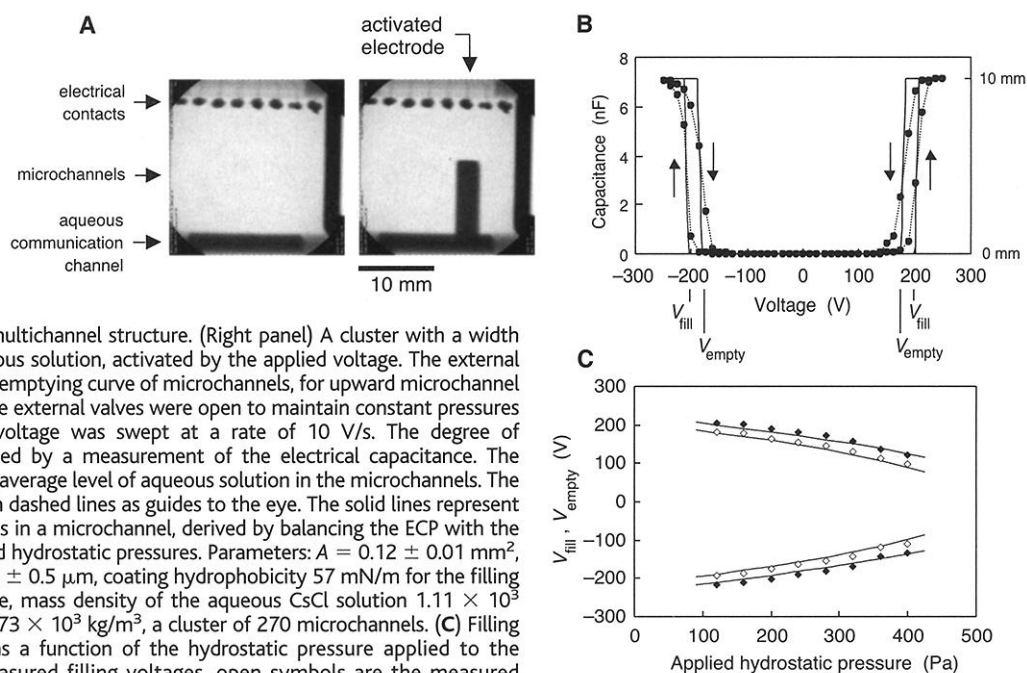 A
activated
electrode
electrical
contacts
microchannels
aqueous
communication
channel
10 mm
B
8
6
4
2
0
Capacitance (nF)
10 mm
0 mm
−300 −200 −100 0 100 200 300
Voltage (V)
Vfill
Vempty
Vfill
Vempty
multichannel structure. (Right panel) A cluster with a width
ous solution, activated by the applied voltage. The external
emptying curve of microchannels, for upward microchannel
e external valves were open to maintain constant pressures
voltage was swept at a rate of 10 V/s. The degree of
ed by a measurement of the electrical capacitance. The
average level of aqueous solution in the microchannels. The
n dashed lines as guides to the eye. The solid lines represent
s in a microchannel, derived by balancing the ECP with the
d hydrostatic pressures. Parameters: A = 0.12 ± 0.01 mm²,
± 0.5 μm, coating hydrophobicity 57 mN/m for the filling
e, mass density of the aqueous CsCl solution 1.11 × 10³
73 × 10³ kg/m³, a cluster of 270 microchannels. (C) Filling
as a function of the hydrostatic pressure applied to the
asured filling voltages, open symbols are the measured
C
300
200
100
0
−100
−200
−300
Vfill , Vempty (V)
0 100 200 300 400 500
Applied hydrostatic pressure (Pa)